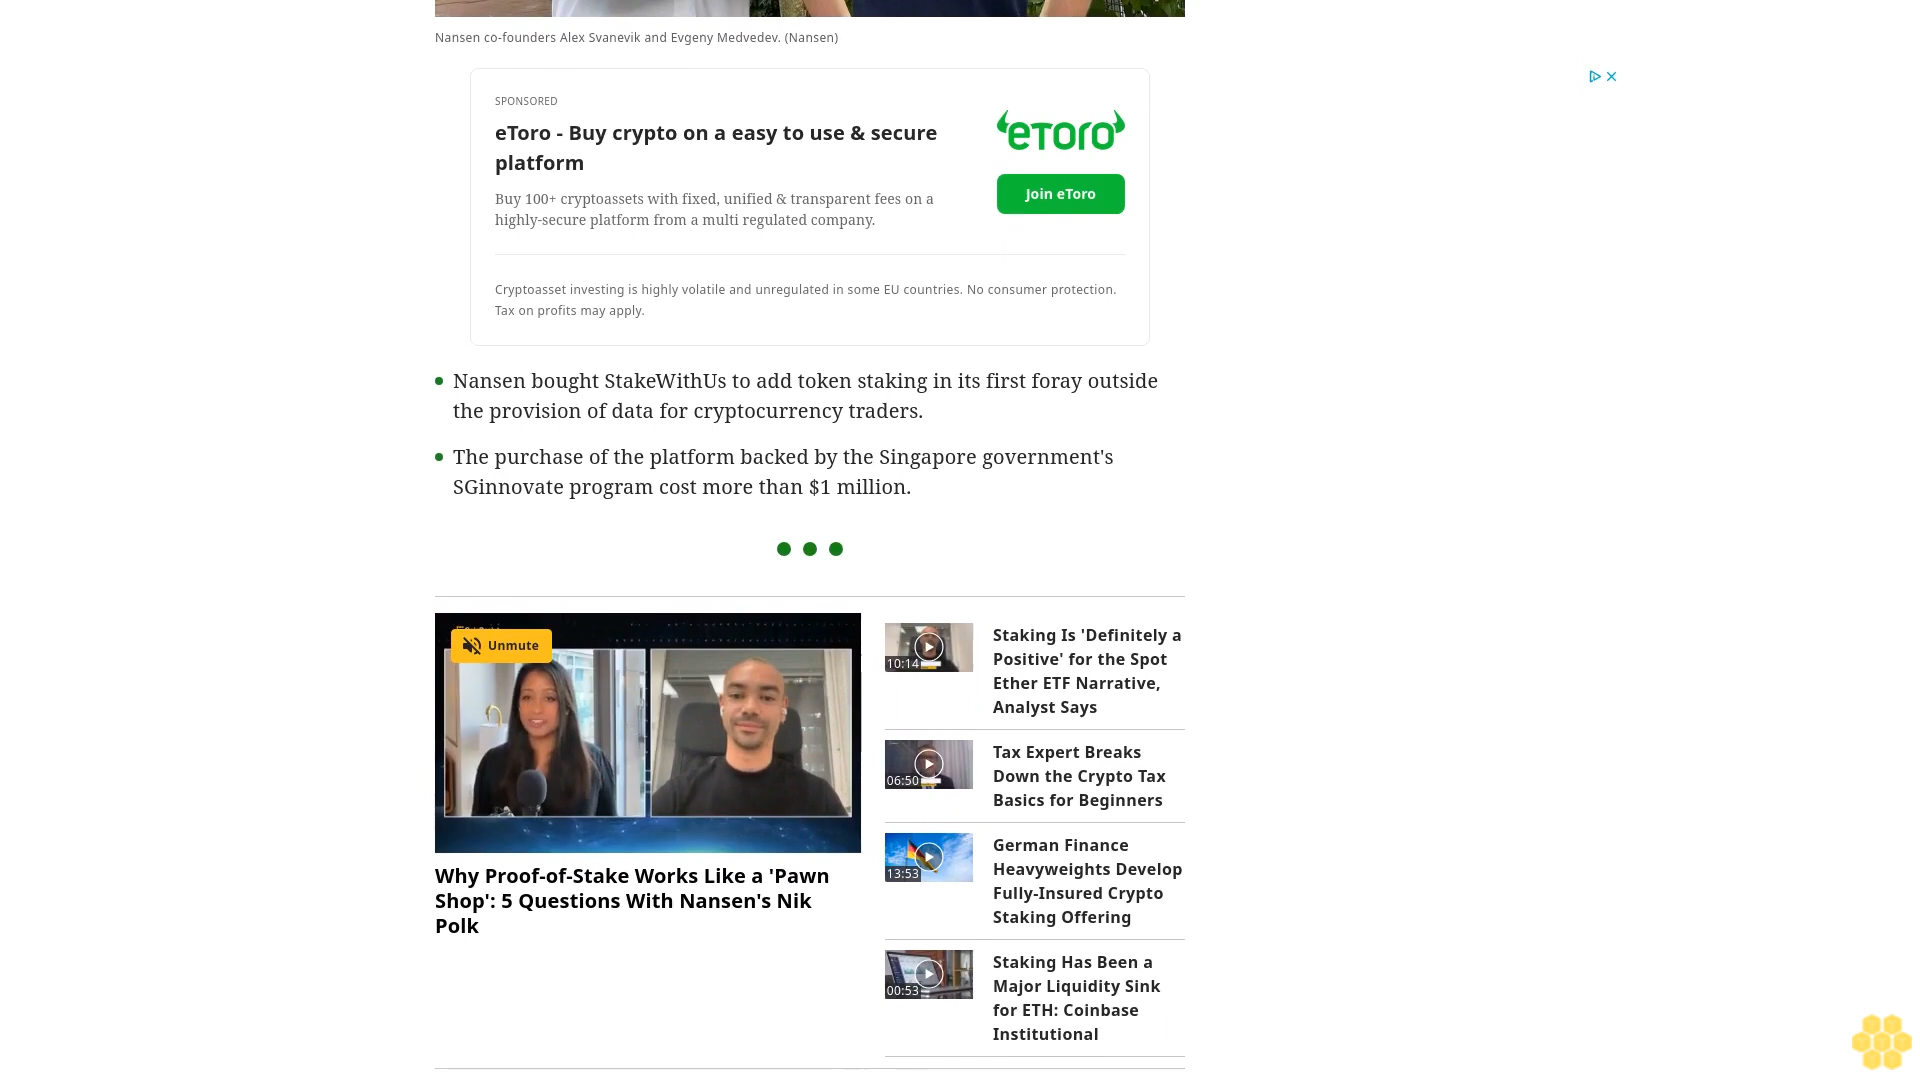 Nansen co-founders Alex Svanevik and Evgeny Medvedev. (Nansen)
SPONSORED
eToro - Buy crypto on a easy to use & secure
platform
Buy 100+ cryptoassets with fixed, unified & transparent fees on a
highly-secure platform from a multi regulated company.
eToro
Join eToro
Cryptoasset investing is highly volatile and unregulated in some EU countries. No consumer protection.
Tax on profits may apply.
Nansen bought StakeWithUs to add token staking in its first foray outside
the provision of data for cryptocurrency traders.
The purchase of the platform backed by the Singapore government's
SGinnovate program cost more than $1 million.
Unmute
Why Proof-of-Stake Works Like a 'Pawn
Shop': 5 Questions With Nansen's Nik
Polk
10:14
Staking Is 'Definitely a
Positive' for the Spot
Ether ETF Narrative,
Analyst Says
06:50
Tax Expert Breaks
Down the Crypto Tax
Basics for Beginners
13:53
German Finance
Heavyweights Develop
Fully-Insured Crypto
Staking Offering
00:53
Staking Has Been a
Major Liquidity Sink
for ETH: Coinbase
Institutional